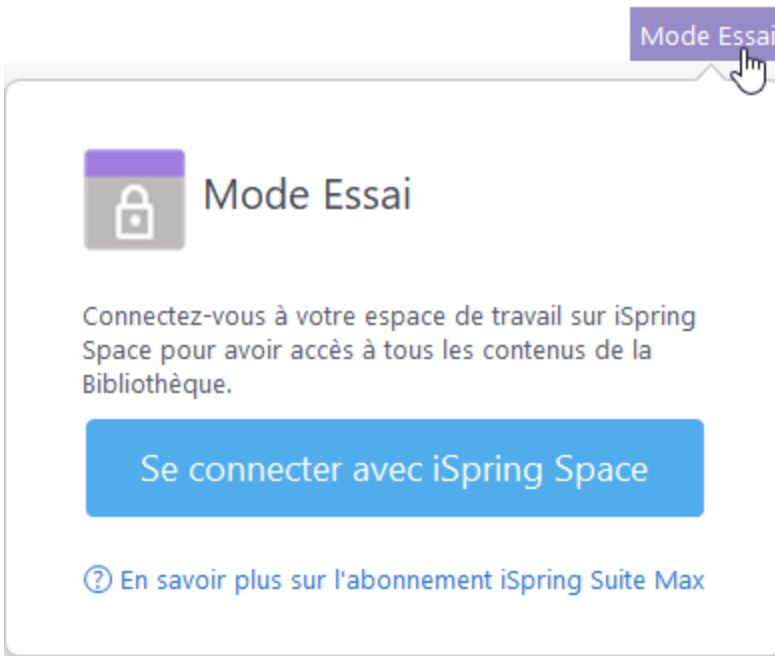 Mode Essai
Mode Essai
Connectez-vous à votre espace de travail sur iSpring
Space pour avoir accès à tous les contenus de la
Bibliothèque.
Se connecter avec iSpring Space
? En savoir plus sur l'abonnement iSpring Suite Max